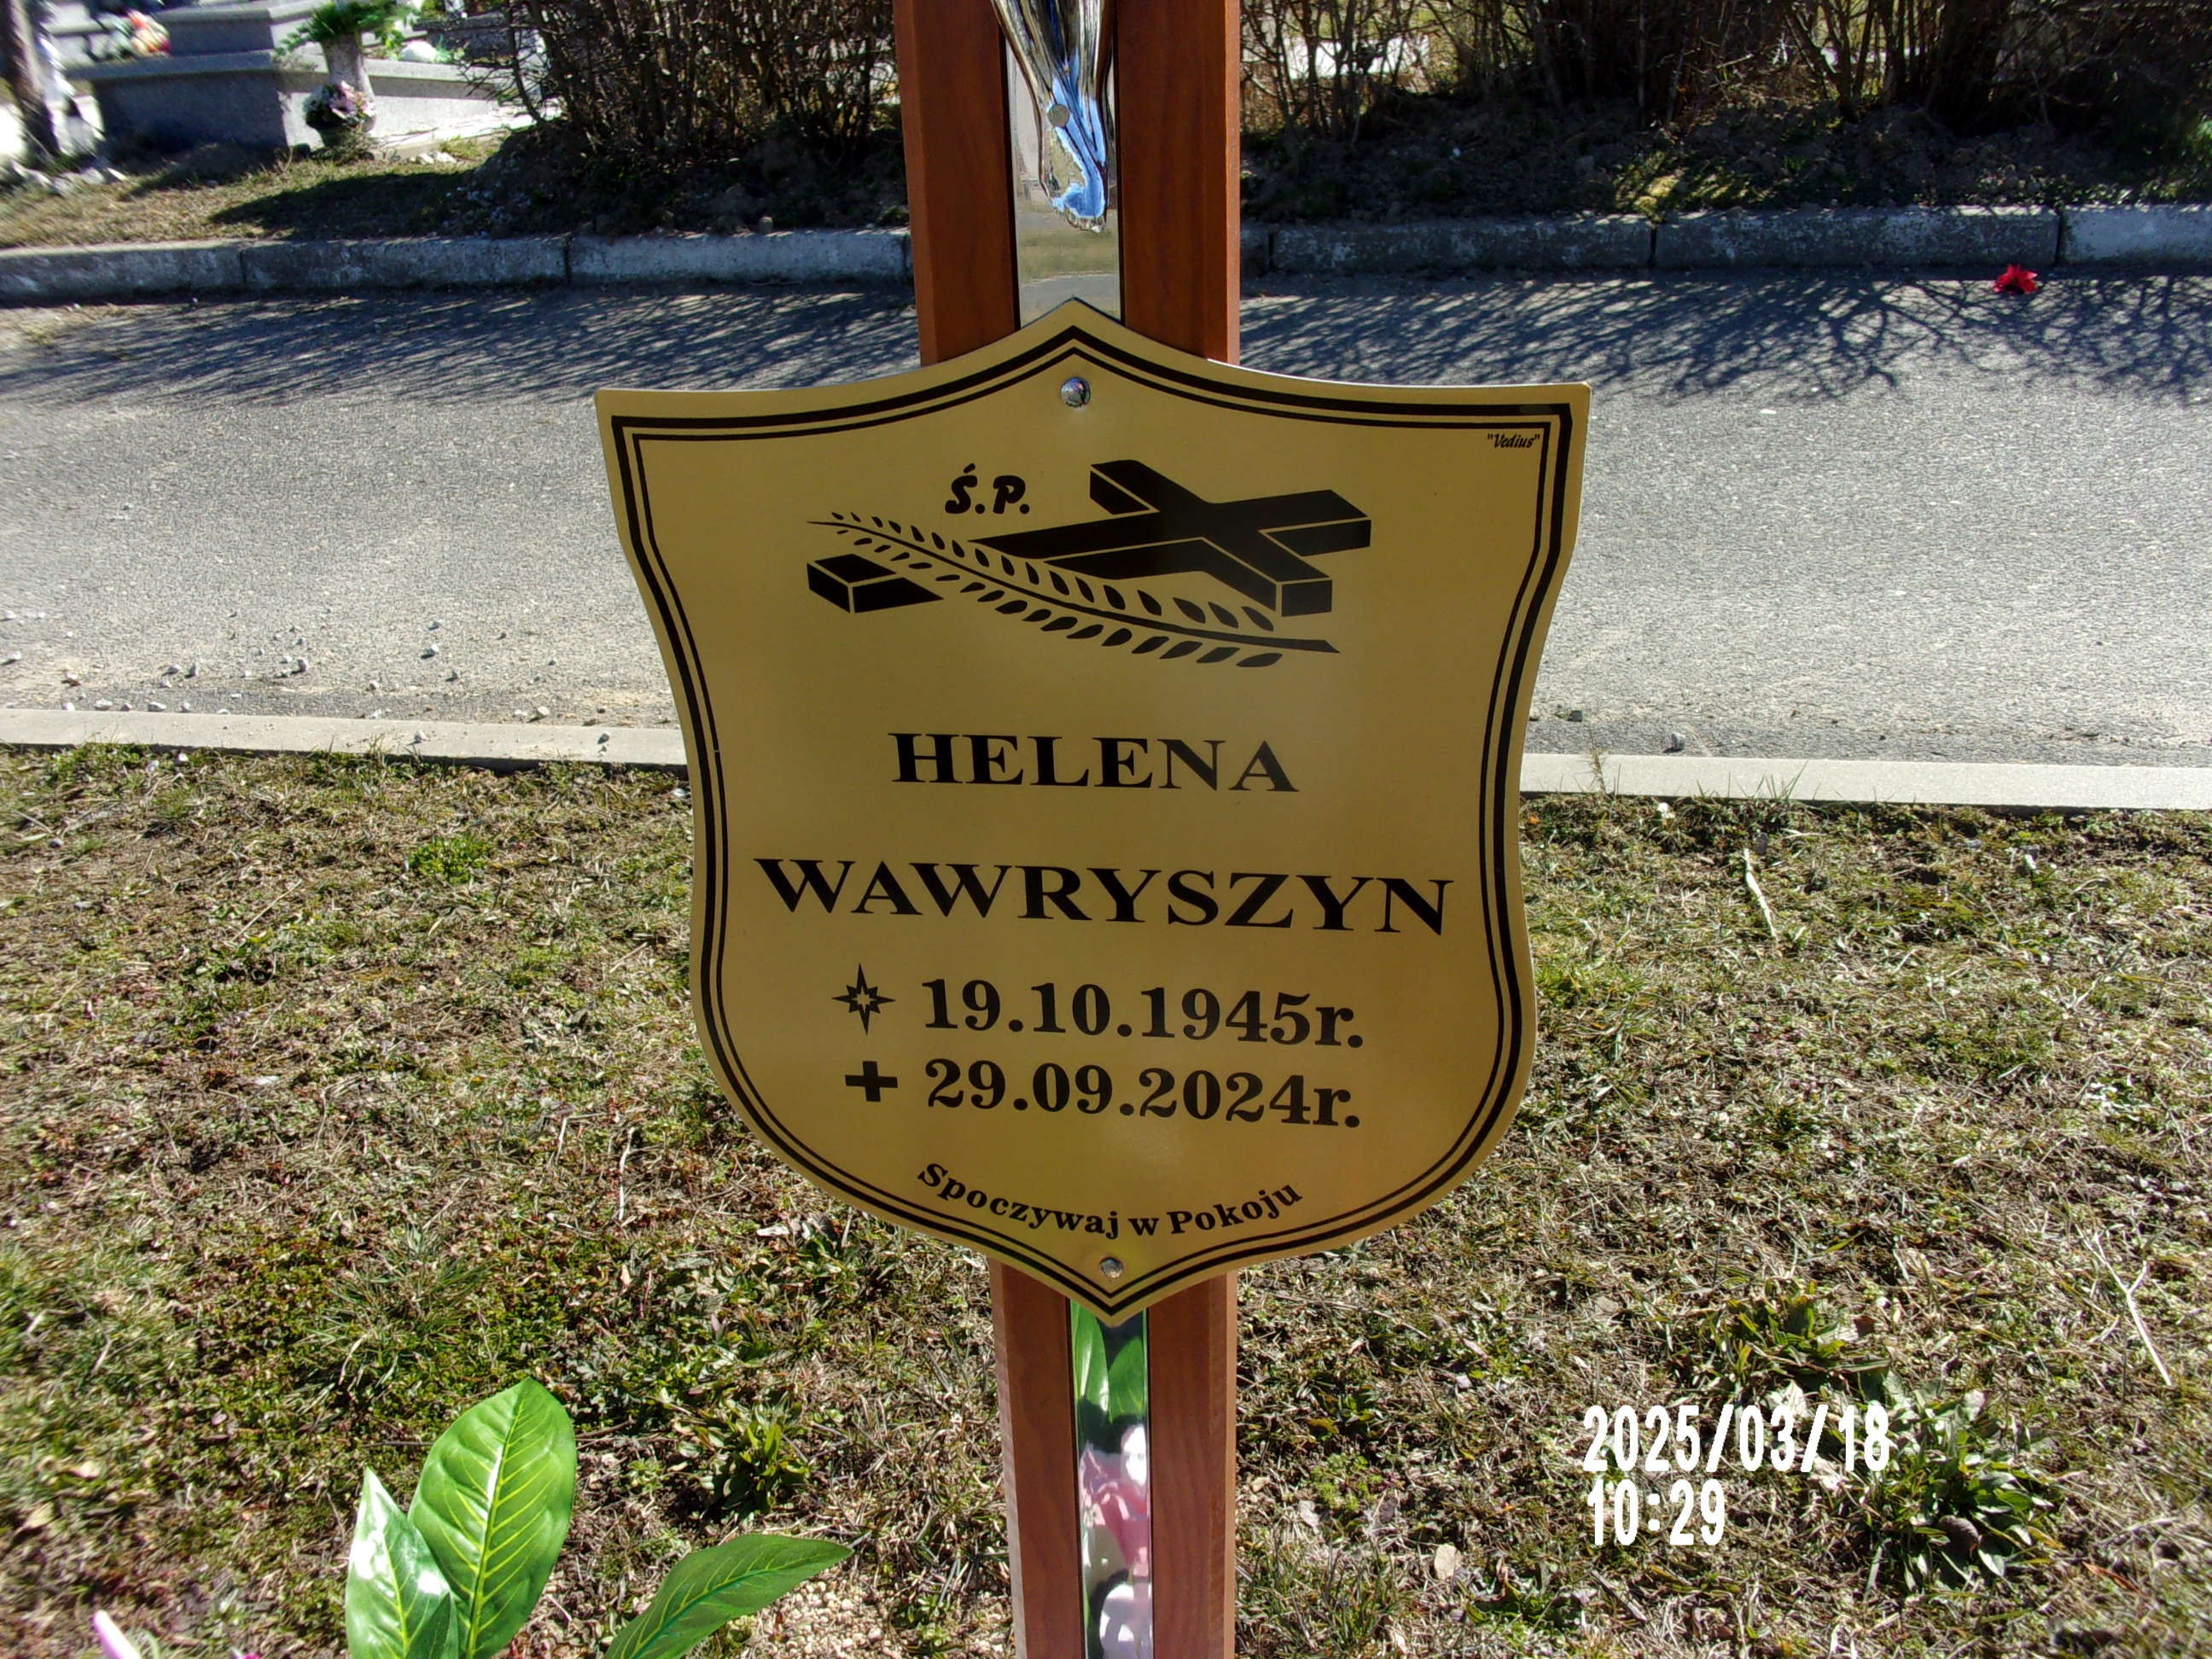 "Vedius"
Ś.P.
HELENA
WAWRYSZYN
19.10.1945r.
29.09.2024r.
Spoczywaj w Pokoju
2025/03/18
10:29